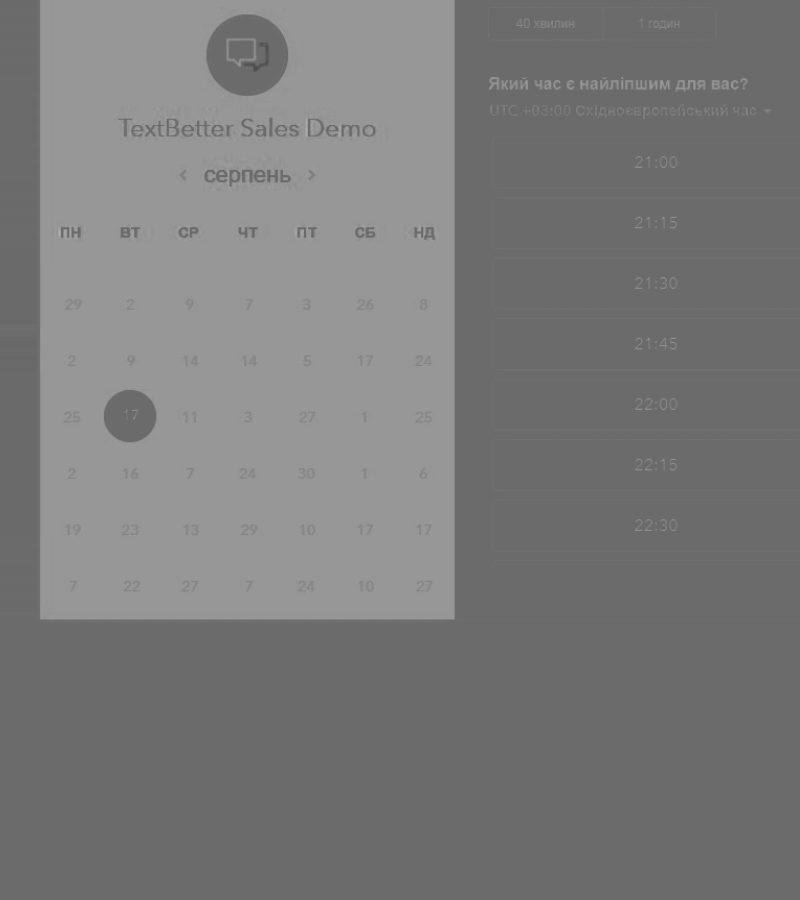 TextBetter Sales Demo
серпень
ПН ВТ СР ЧТ ПТ СБ НД
29 2 9 7 3 26 8
2 9 14 14 5 17 24
25 17 11 3 27 1 25
2 16 7 24 30 1 6
19 23 13 29 10 17 17
7 22 27 7 24 10 27
40 хвилин 1 годин
Який час є найліпшим для вас?
UTC +03:00 Східноєвропейський час
21:00
21:15
21:30
21:45
22:00
22:15
22:30